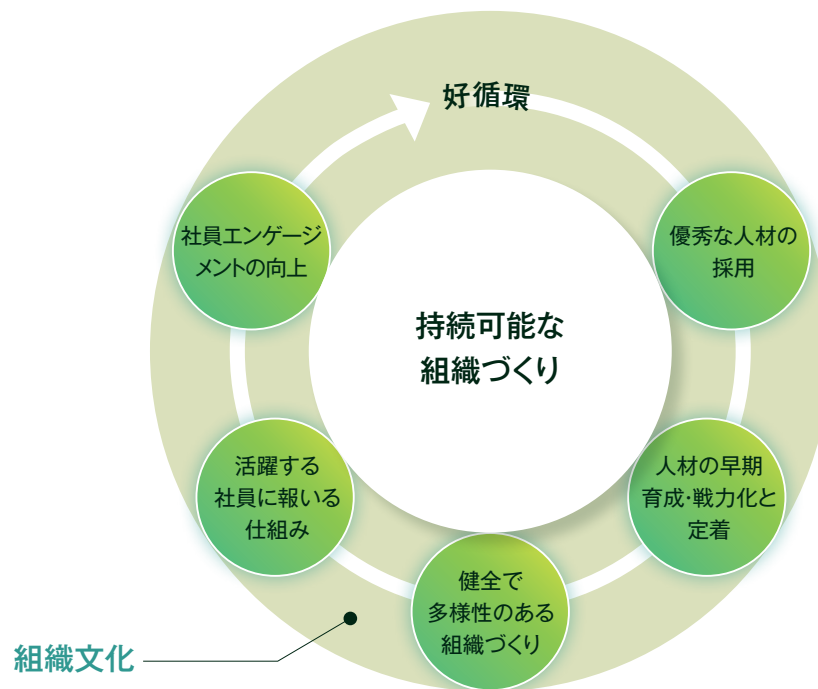 好循環
社員エンゲージ
メントの向上
優秀な人材の
採用
持続可能な
組織づくり
活躍する
社員に報いる
仕組み
人材の早期
育成・戦力化と
定着
健全で
多様性のある
組織づくり
組織文化